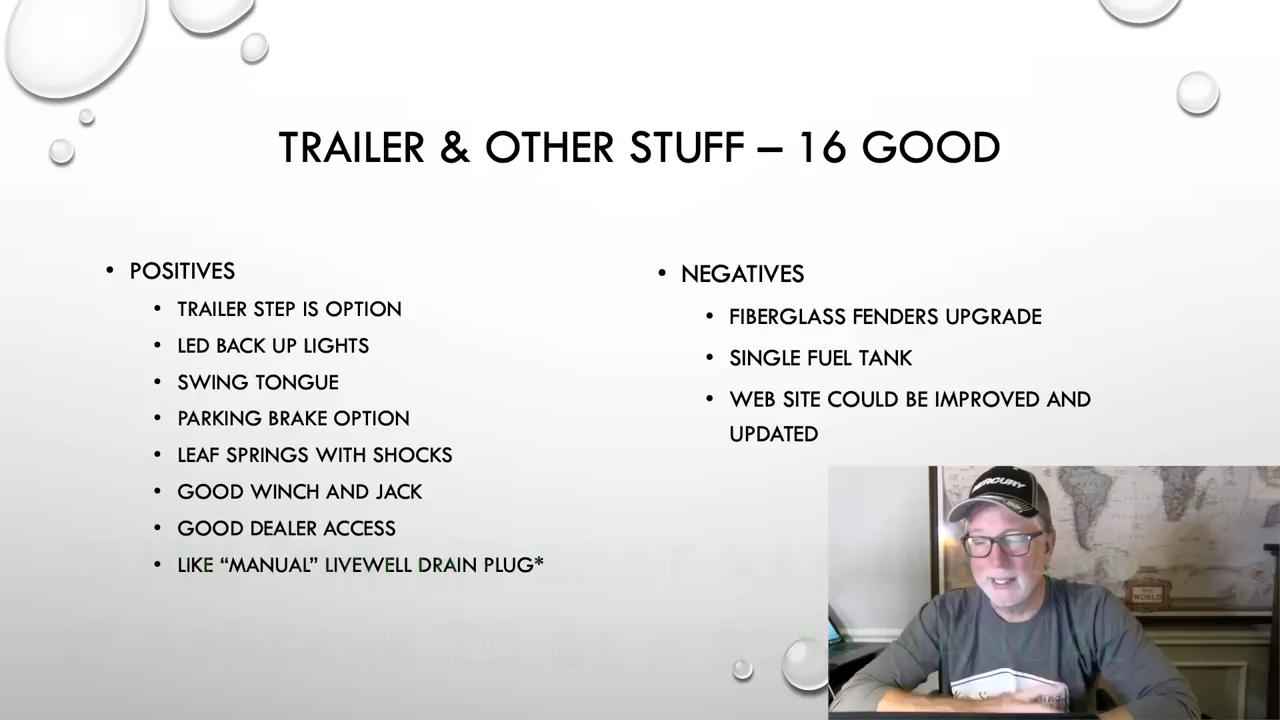 TRAILER & OTHER STUFF – 16 GOOD
• POSITIVES
• TRAILER STEP IS OPTION
• LED BACK UP LIGHTS
• SWING TONGUE
• PARKING BRAKE OPTION
• LEAF SPRINGS WITH SHOCKS
• GOOD WINCH AND JACK
• GOOD DEALER ACCESS
• LIKE “MANUAL” LIVEWELL DRAIN PLUG*
• NEGATIVES
• FIBERGLASS FENDERS UPGRADE
• SINGLE FUEL TANK
• WEB SITE COULD BE IMPROVED AND
UPDATED
MERCURY
THE
WORLD